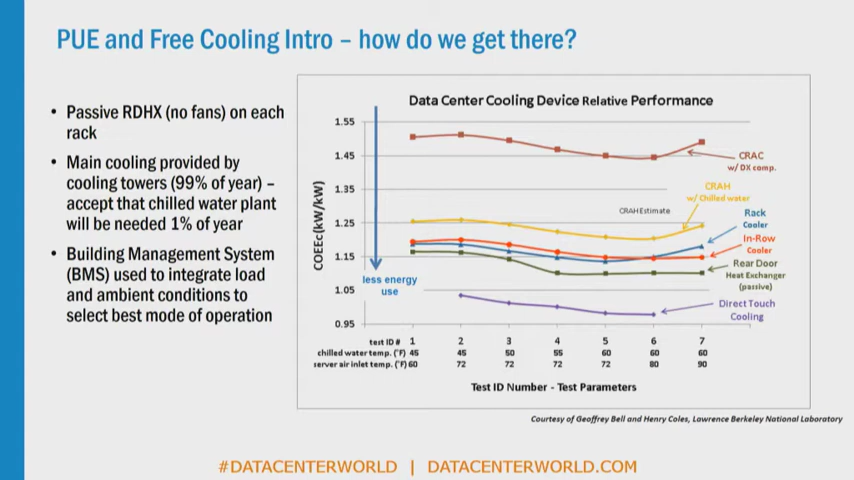 PUE and Free Cooling Intro – how do we get there?
• Passive RDHX (no fans) on each
rack
• Main cooling provided by
cooling towers (99% of year) –
accept that chilled water plant
will be needed 1% of year
• Building Management System
(BMS) used to integrate load
and ambient conditions to
select best mode of operation
Data Center Cooling Device Relative Performance
COEEc(kW/kW)
1.55
1.45
1.35
1.25
1.15
1.05
0.95
less energy
use
CRAC
w/ DX comp.
CRAH
w/ Chilled water
CRAH Estimate
Rack
Cooler
In-Row
Cooler
Rear Door
Heat Exchanger
(passive)
Direct Touch
Cooling
test ID # 1 2 3 4 5 6 7
chilled water temp. (˚F) 45 45 50 55 60 60 60
server air inlet temp. (˚F) 60 72 72 72 72 80 90
Test ID Number - Test Parameters
Courtesy of Geoffrey Bell and Henry Coles, Lawrence Berkeley National Laboratory
#DATACENTERWORLD | DATACENTERWORLD.COM